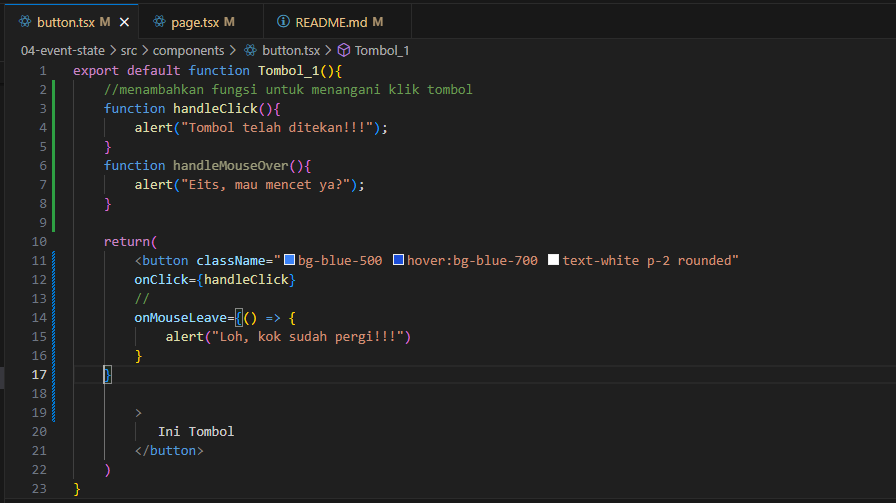 button.tsx M page.tsx M README.md M
04-event-state > src > components > button.tsx > Tombol_1
1 export default function Tombol_1(){
2 //menambahkan fungsi untuk menangani klik tombol
3 function handleClick(){
4 alert("Tombol telah ditekan!!!");
5 }
6 function handleMouseOver(){
7 alert("Eits, mau mencet ya?");
8 }
9
10 return(
11 <button className="bg-blue-500 hover:bg-blue-700 text-white p-2 rounded"
12 onClick={handleClick}
13 //
14 onMouseLeave={() => {
15 alert("Loh, kok sudah pergi!!!")
16 }
17 }
18
19 >
20 Ini Tombol
21 </button>
22 )
23 }